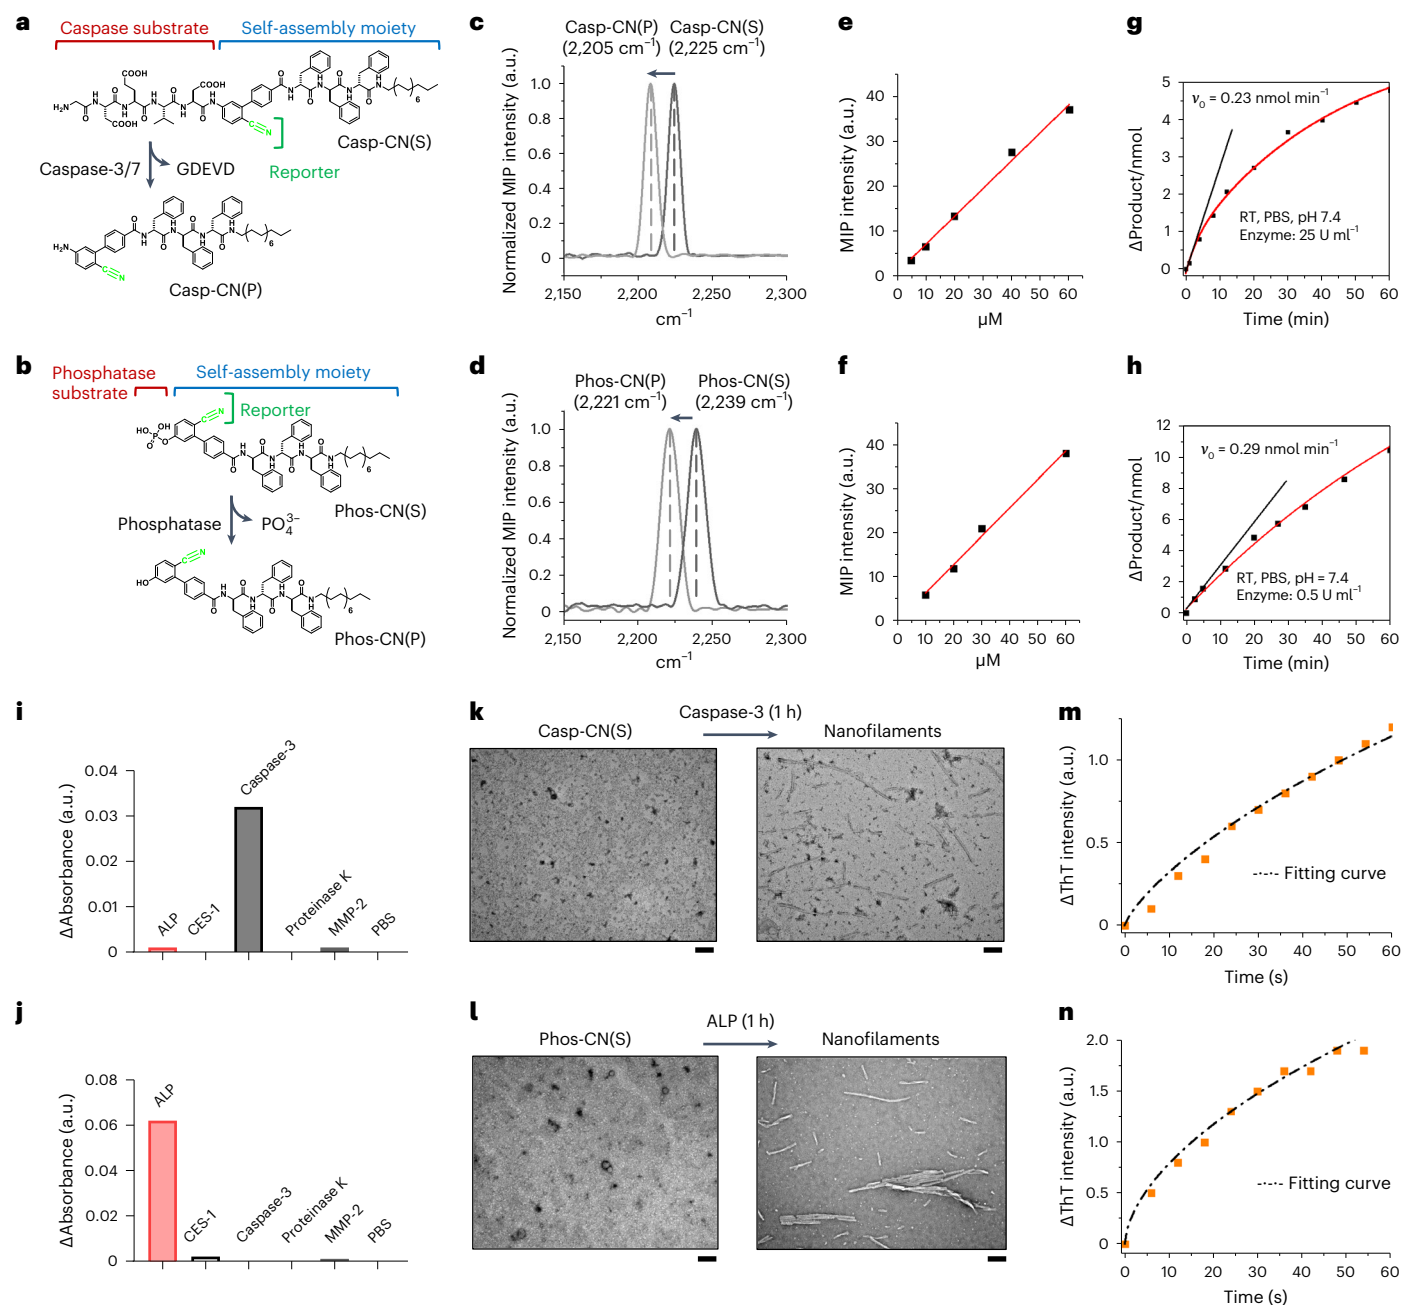 a
Caspase substrate
Self-assembly moiety
COOH
COOH
COOH
H₂N
Casp-CN(S)
Reporter
Caspase-3/7
GDEVD
Casp-CN(P)
b
Phosphatase
substrate
Self-assembly moiety
Reporter
Phos-CN(S)
Phosphatase
PO₄³⁻
Phos-CN(P)
c
Casp-CN(P)
(2,205 cm⁻¹)
Casp-CN(S)
(2,225 cm⁻¹)
Normalized MIP intensity (a.u.)
1.0
0.8
0.6
0.4
0.2
0
2,150
2,200
2,250
2,300
cm⁻¹
d
Phos-CN(P)
(2,221 cm⁻¹)
Phos-CN(S)
(2,239 cm⁻¹)
Normalized MIP intensity (a.u.)
1.0
0.8
0.6
0.4
0.2
0
2,150
2,200
2,250
2,300
cm⁻¹
e
MIP intensity (a.u.)
40
30
20
10
0
0 10 20 30 40 50 60
µM
f
MIP intensity (a.u.)
40
30
20
10
0
0 10 20 30 40 50 60
µM
g
ΔProduct/nmol
5
4
3
2
1
0
v₀ = 0.23 nmol min⁻¹
RT, PBS, pH 7.4
Enzyme: 25 U ml⁻¹
0 10 20 30 40 50 60
Time (min)
h
ΔProduct/nmol
12
10
8
6
4
2
0
v₀ = 0.29 nmol min⁻¹
RT, PBS, pH = 7.4
Enzyme: 0.5 U ml⁻¹
0 10 20 30 40 50 60
Time (min)
i
ΔAbsorbance (a.u.)
0.04
0.03
0.02
0.01
0
ALP
CES-1
Caspase-3
Proteinase K
MMP-2
PBS
j
ΔAbsorbance (a.u.)
0.08
0.06
0.04
0.02
0
ALP
CES-1
Caspase-3
Proteinase K
MMP-2
PBS
k
Caspase-3 (1 h)
Casp-CN(S)
Nanofilaments
l
ALP (1 h)
Phos-CN(S)
Nanofilaments
m
ΔThT intensity (a.u.)
1.0
0.5
0
Fitting curve
0 10 20 30 40 50 60
Time (s)
n
ΔThT intensity (a.u.)
2.0
1.5
1.0
0.5
0
Fitting curve
0 10 20 30 40 50 60
Time (s)